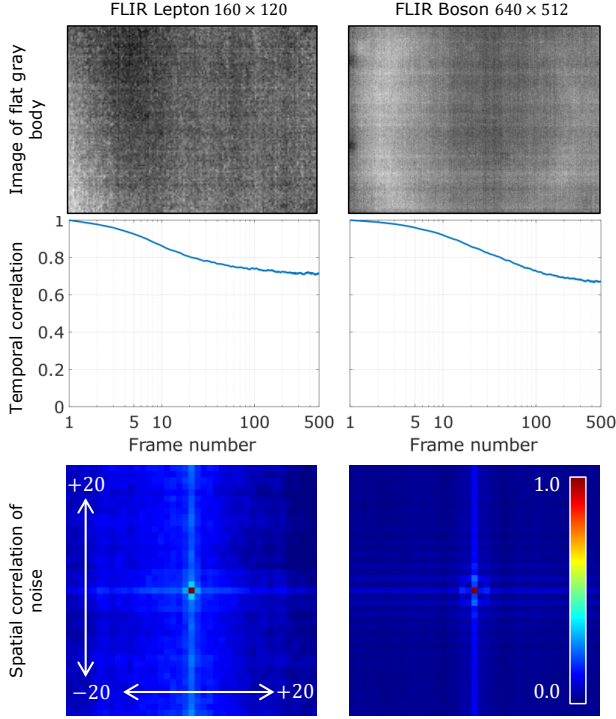 FLIR Lepton 160 × 120
FLIR Boson 640 × 512
Image of flat gray
body
Temporal correlation
1
0.8
0.6
0.4
0.2
0
1
5
10
100
500
1
5
10
100
500
Frame number
Frame number
Spatial correlation of
noise
+20
−20
+20
1.0
0.0